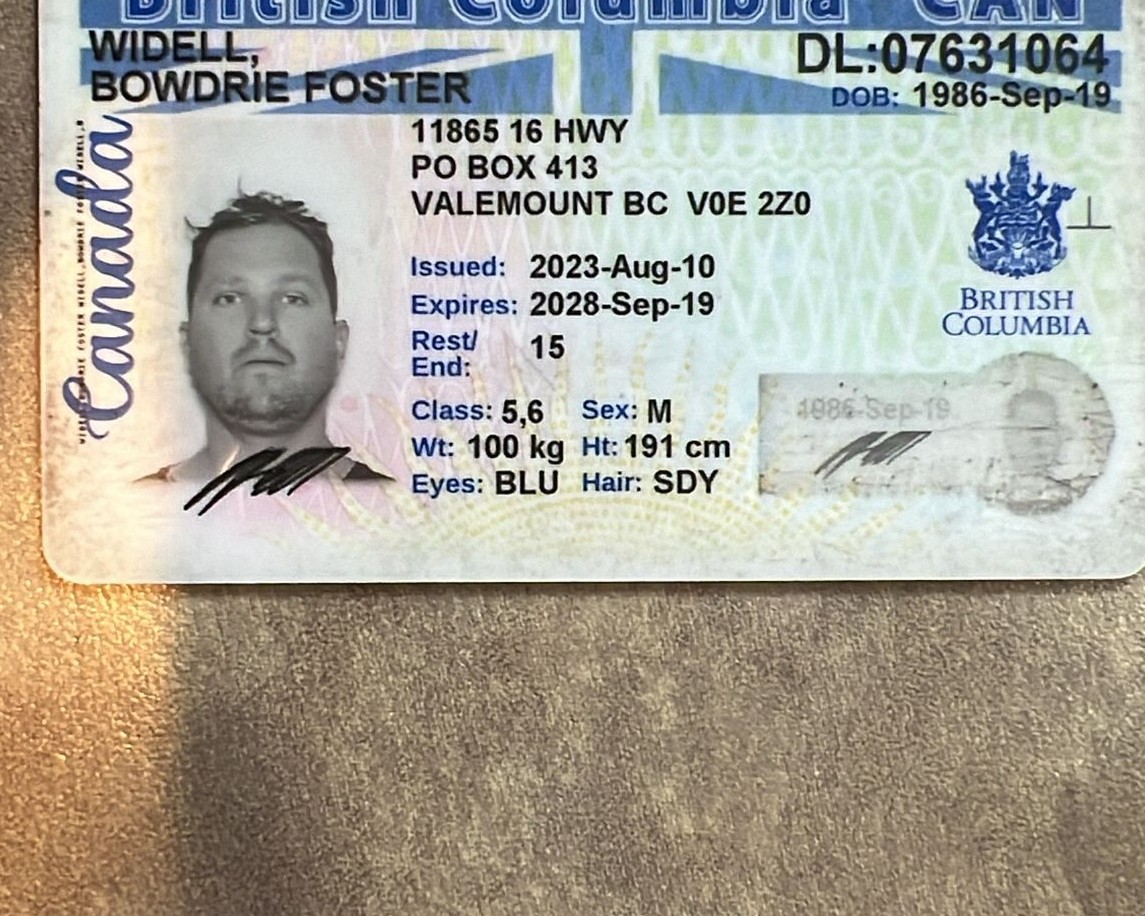 British Columbia CAN
WIDELL,
BOWDRIE FOSTER
DL:07631064
DOB: 1986-Sep-19
Canada
11865 16 HWY
PO BOX 413
VALEMOUNT BC V0E 2Z0
Issued: 2023-Aug-10
Expires: 2028-Sep-19
Rest/
End: 15
Class: 5,6 Sex: M
Wt: 100 kg Ht: 191 cm
Eyes: BLU Hair: SDY
BRITISH
COLUMBIA
1986-Sep-19